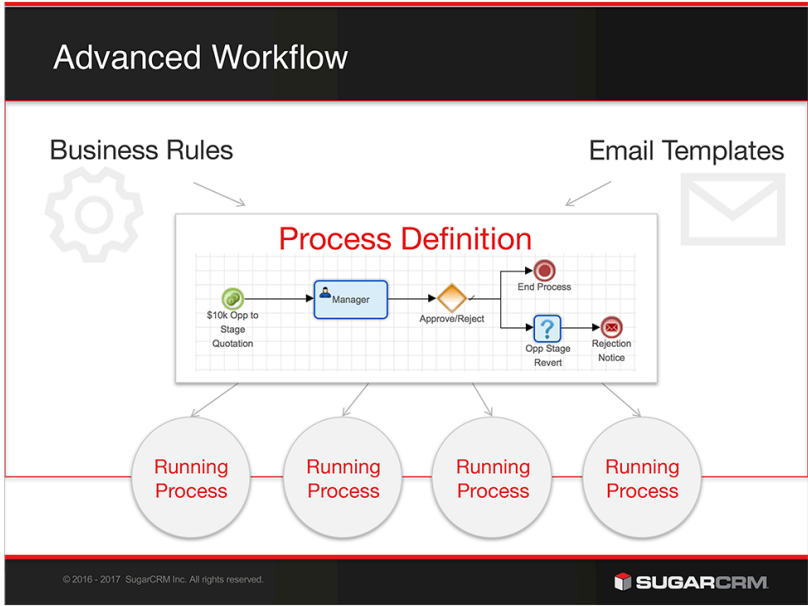 Advanced Workflow
Business Rules
Email Templates
Process Definition
$10k Opp to
Stage
Quotation
Manager
Approve/Reject
End Process
?
Opp Stage
Revert
Rejection
Notice
Running
Process
Running
Process
Running
Process
Running
Process
© 2016 - 2017 SugarCRM Inc. All rights reserved.
SUGARCRM.